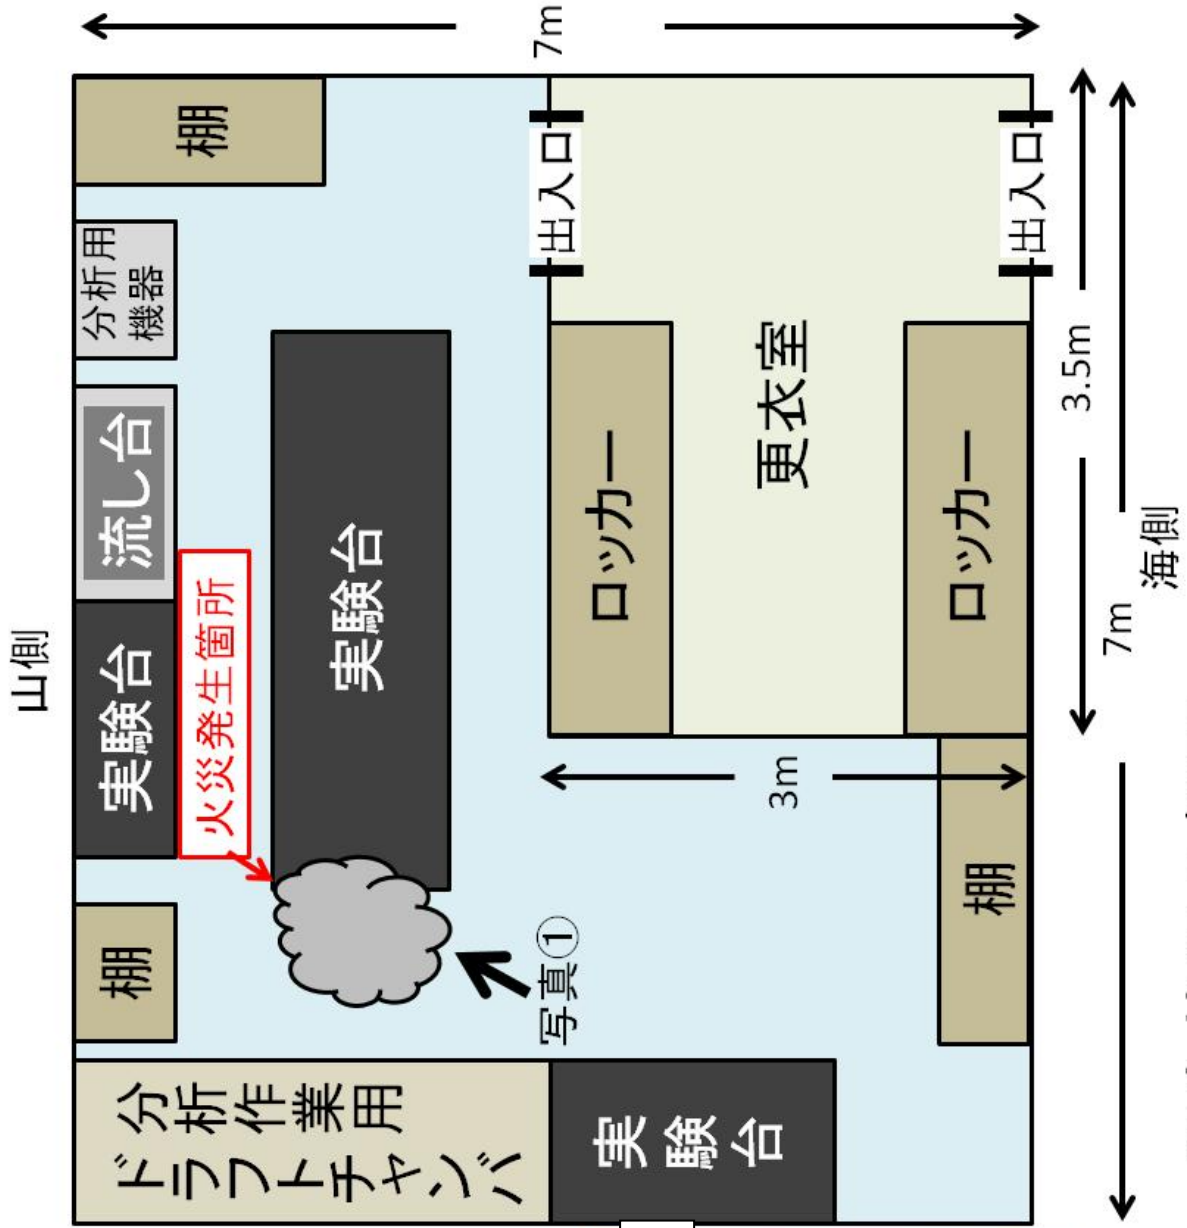 山側
棚
実験台
流し台
分析用
機器
棚
火災発生箇所
実験台
分析作業用
ドラフトチャンバ
写真①
実験台
出入口
ロッカー
更衣室
ロッカー
出入口
棚
3m
3.5m
7m
7m
海側